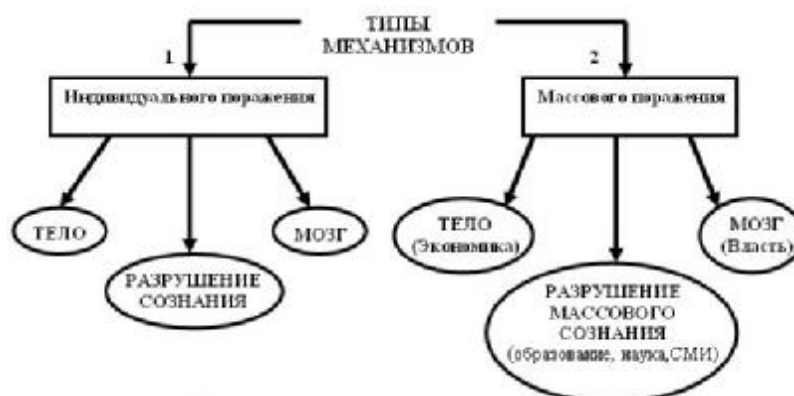 ТИПЫ
МЕХАНИЗМОВ
1
2
Индивидуального поражения
Массового поражения
ТЕЛО
МОЗГ
РАЗРУШЕНИЕ
СОЗНАНИЯ
ТЕЛО
(Экономика)
МОЗГ
(Власть)
РАЗРУШЕНИЕ
МАССОВОГО
СОЗНАНИЯ
(образование, наука,СМИ)